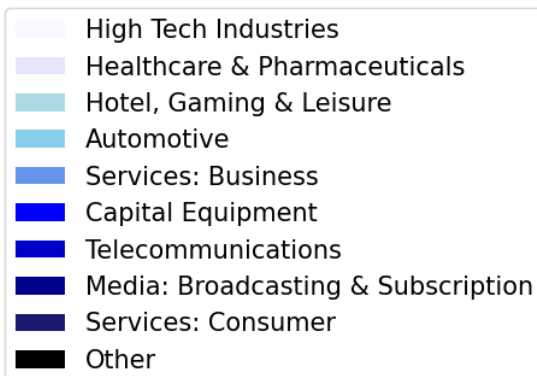 High Tech Industries
Healthcare & Pharmaceuticals
Hotel, Gaming & Leisure
Automotive
Services: Business
Capital Equipment
Telecommunications
Media: Broadcasting & Subscription
Services: Consumer
Other